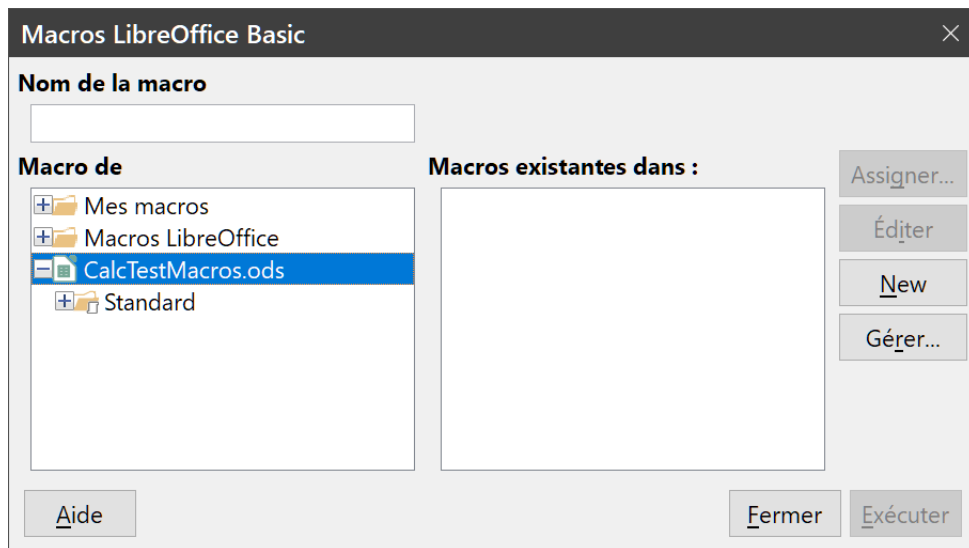 Macros LibreOffice Basic
Nom de la macro
Macro de
Macros existantes dans :
Mes macros
Macros LibreOffice
CalcTestMacros.ods
Standard
Assigner...
Éditer
New
Gérer...
Aide
Fermer
Exécuter